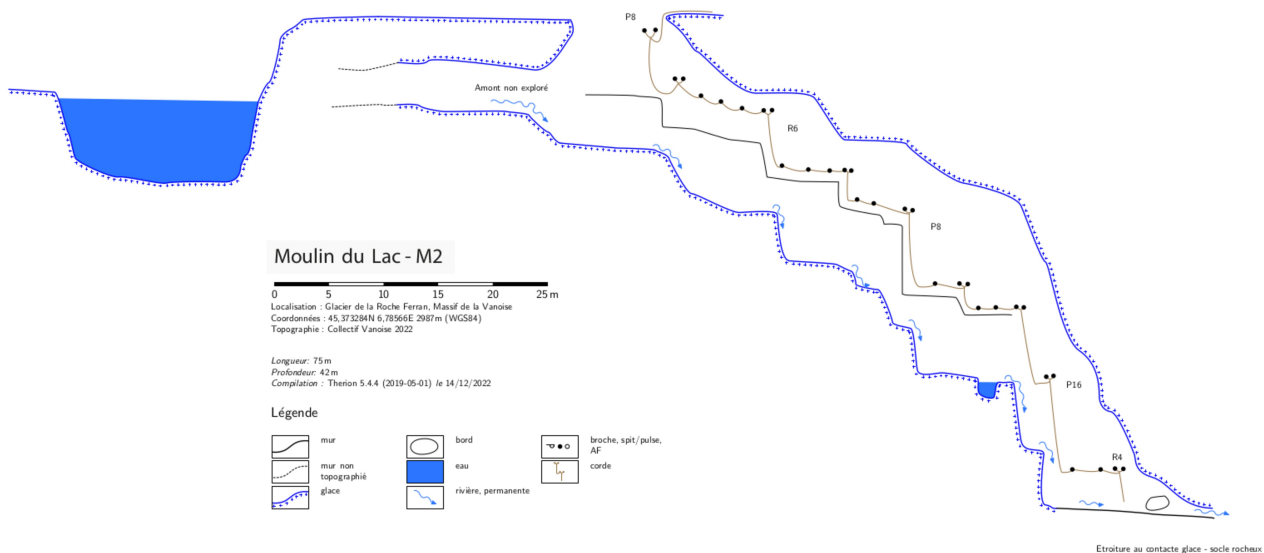 P8
Amont non exploré
R6
P8
Moulin du Lac - M2
0 5 10 15 20 25 m
Localisation : Glacier de la Roche Ferran, Massif de la Vanoise
Coordonnées : 45,373284N 6,78566E 2987m (WGS84)
Topographie : Collectif Vanoise 2022
Longueur: 75 m
Profondeur: 42 m
Compilation : Therion 5.4.4 (2019-05-01) le 14/12/2022
P16
Légende
mur
bord
broche, spit/pulse,
AF
mur non
topographié
eau
corde
glace
rivière, permanente
R4
Etroiture au contacte glace - socle rocheux